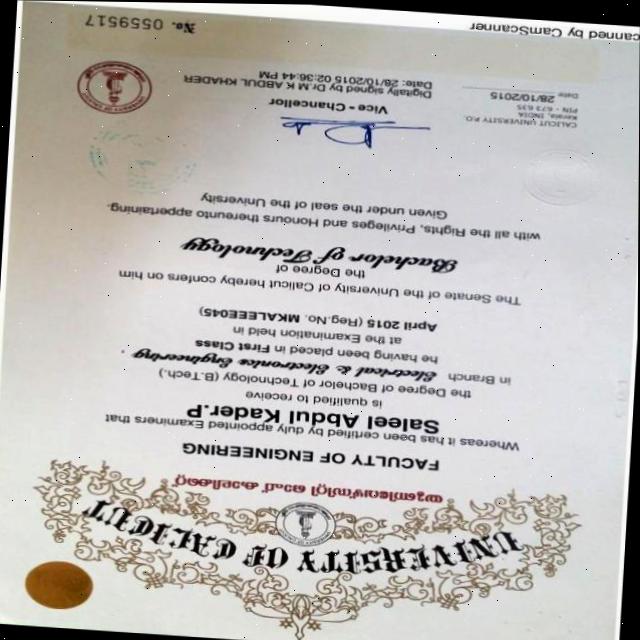 UNIVERSITY OF CALICUT
FACULTY OF ENGINEERING
Whereas it has been certified by duly appointed Examiners that
Saleel Abdul Kader.P
is qualified to receive
the Degree of Bachelor of Technology (B.Tech.)
in Branch Electrical & Electronics Engineering .
he having been placed in First Class
at the Examination held in
April 2015 (Reg.No. MKALEEE045)
The Senate of the University of Calicut hereby confers on him
the Degree of
Bachelor of Technology
with all the Rights, Privileges and Honours thereunto appertaining.
Given under the seal of the University
CALICUT UNIVERSITY P.O.
Kerala, INDIA
PIN - 673 635
28/10/2015
Date
Vice - Chancellor
Digitally signed by Dr.M K ABDUL KHADER
Date: 28/10/2015 02:36:44 PM
No. 0559517
canned by CamScanner